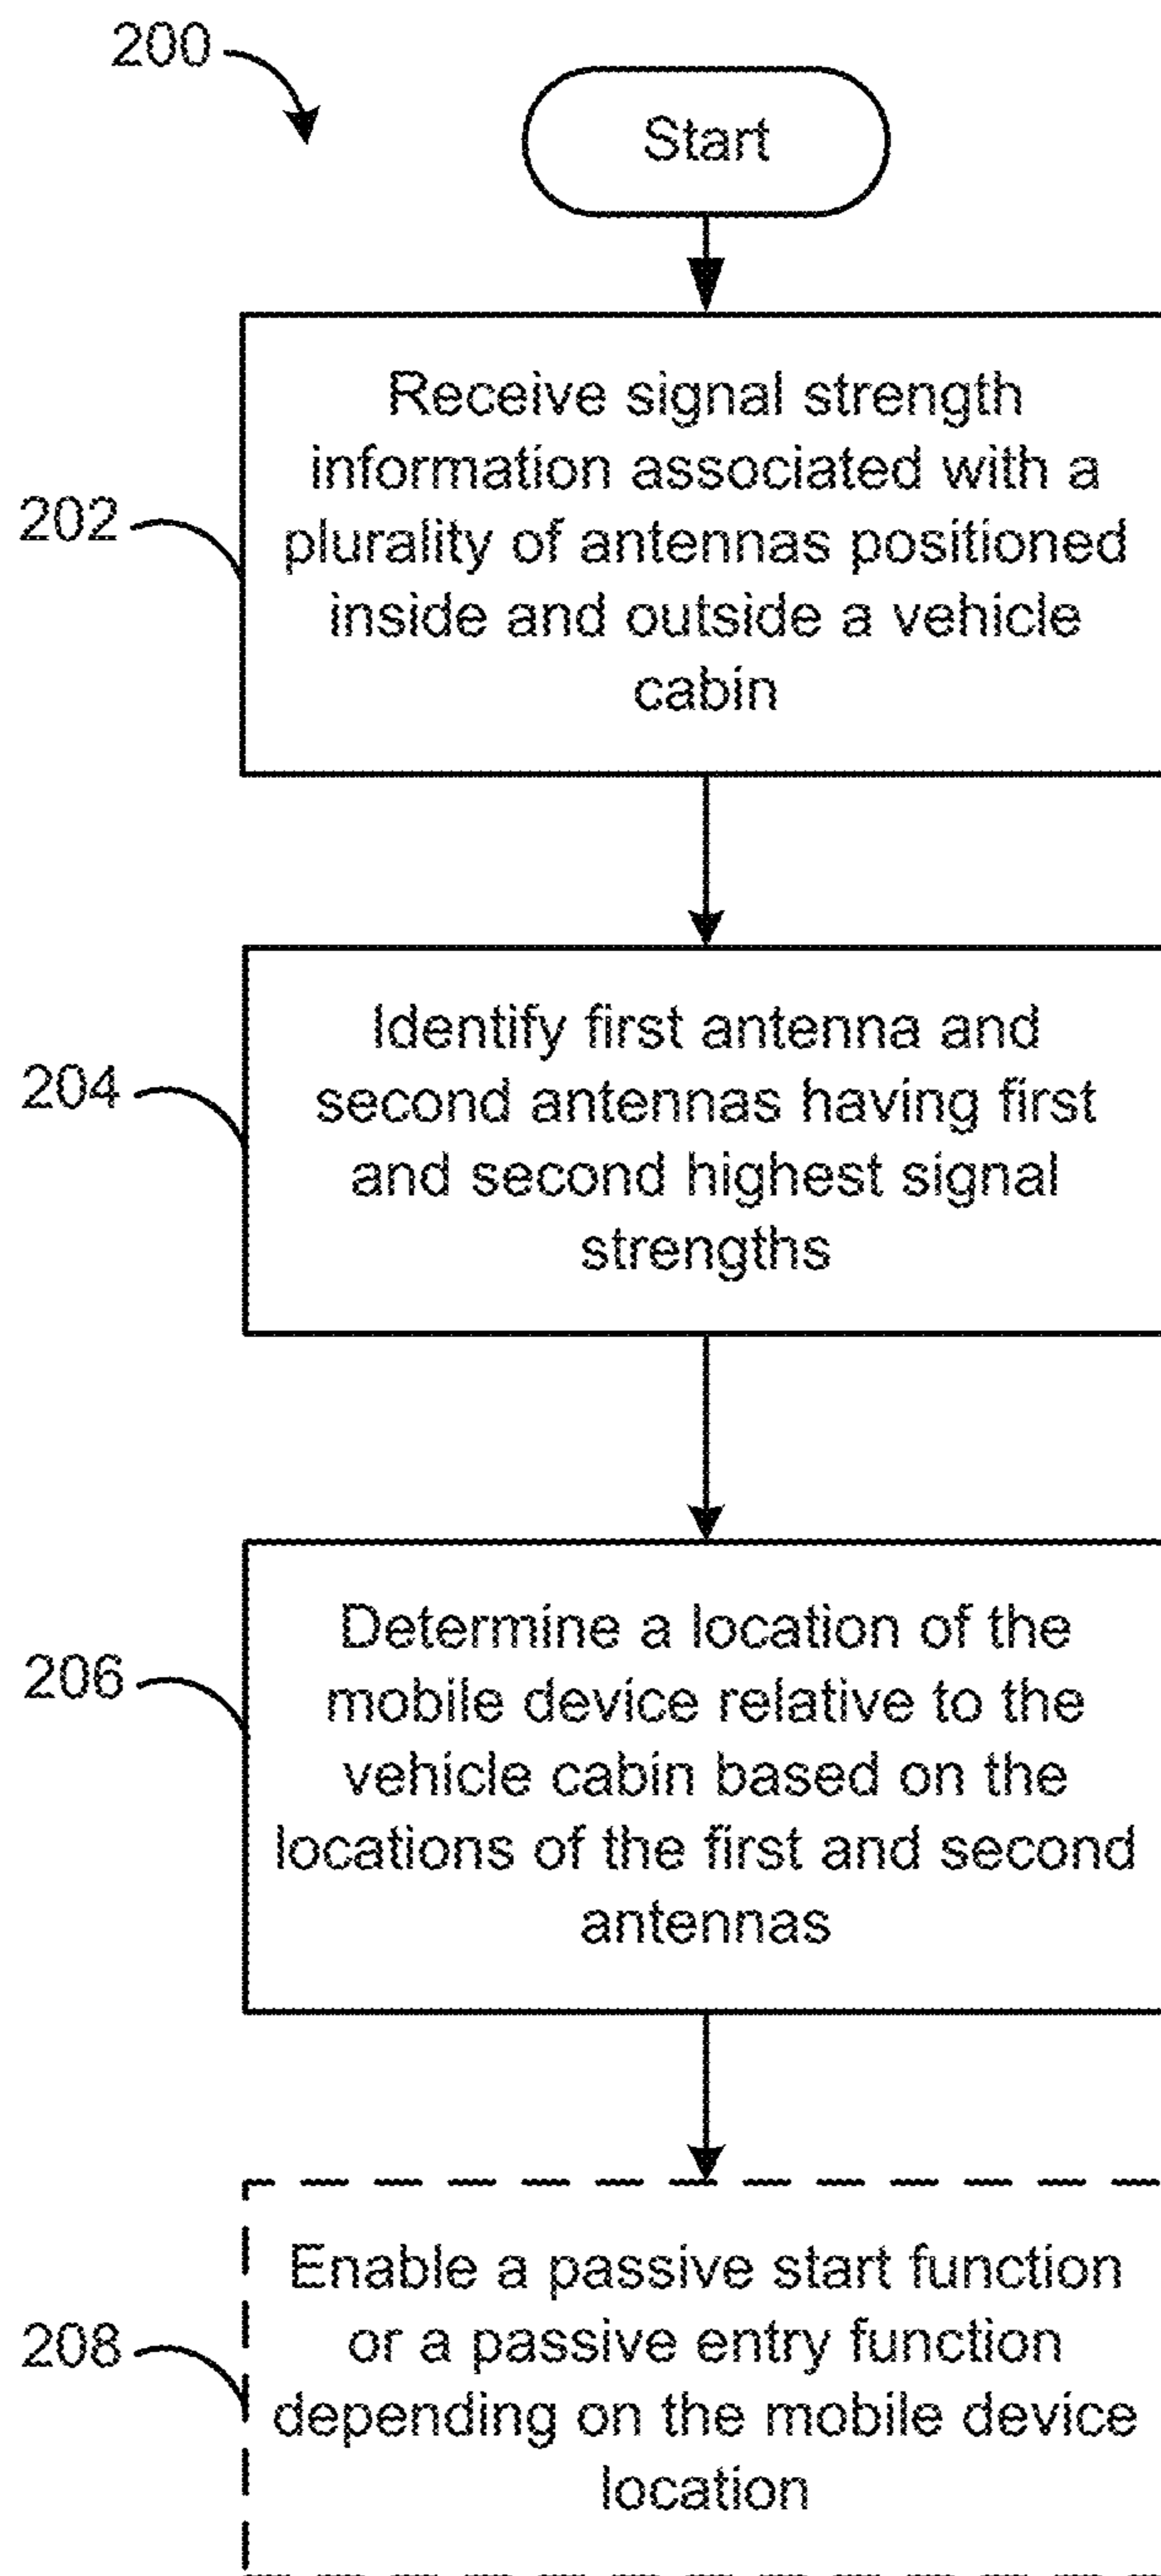 200
Start
202
Receive signal strength
information associated with a
plurality of antennas positioned
inside and outside a vehicle
cabin
204
Identify first antenna and
second antennas having first
and second highest signal
strengths
206
Determine a location of the
mobile device relative to the
vehicle cabin based on the
locations of the first and second
antennas
208
Enable a passive start function
or a passive entry function
depending on the mobile device
location